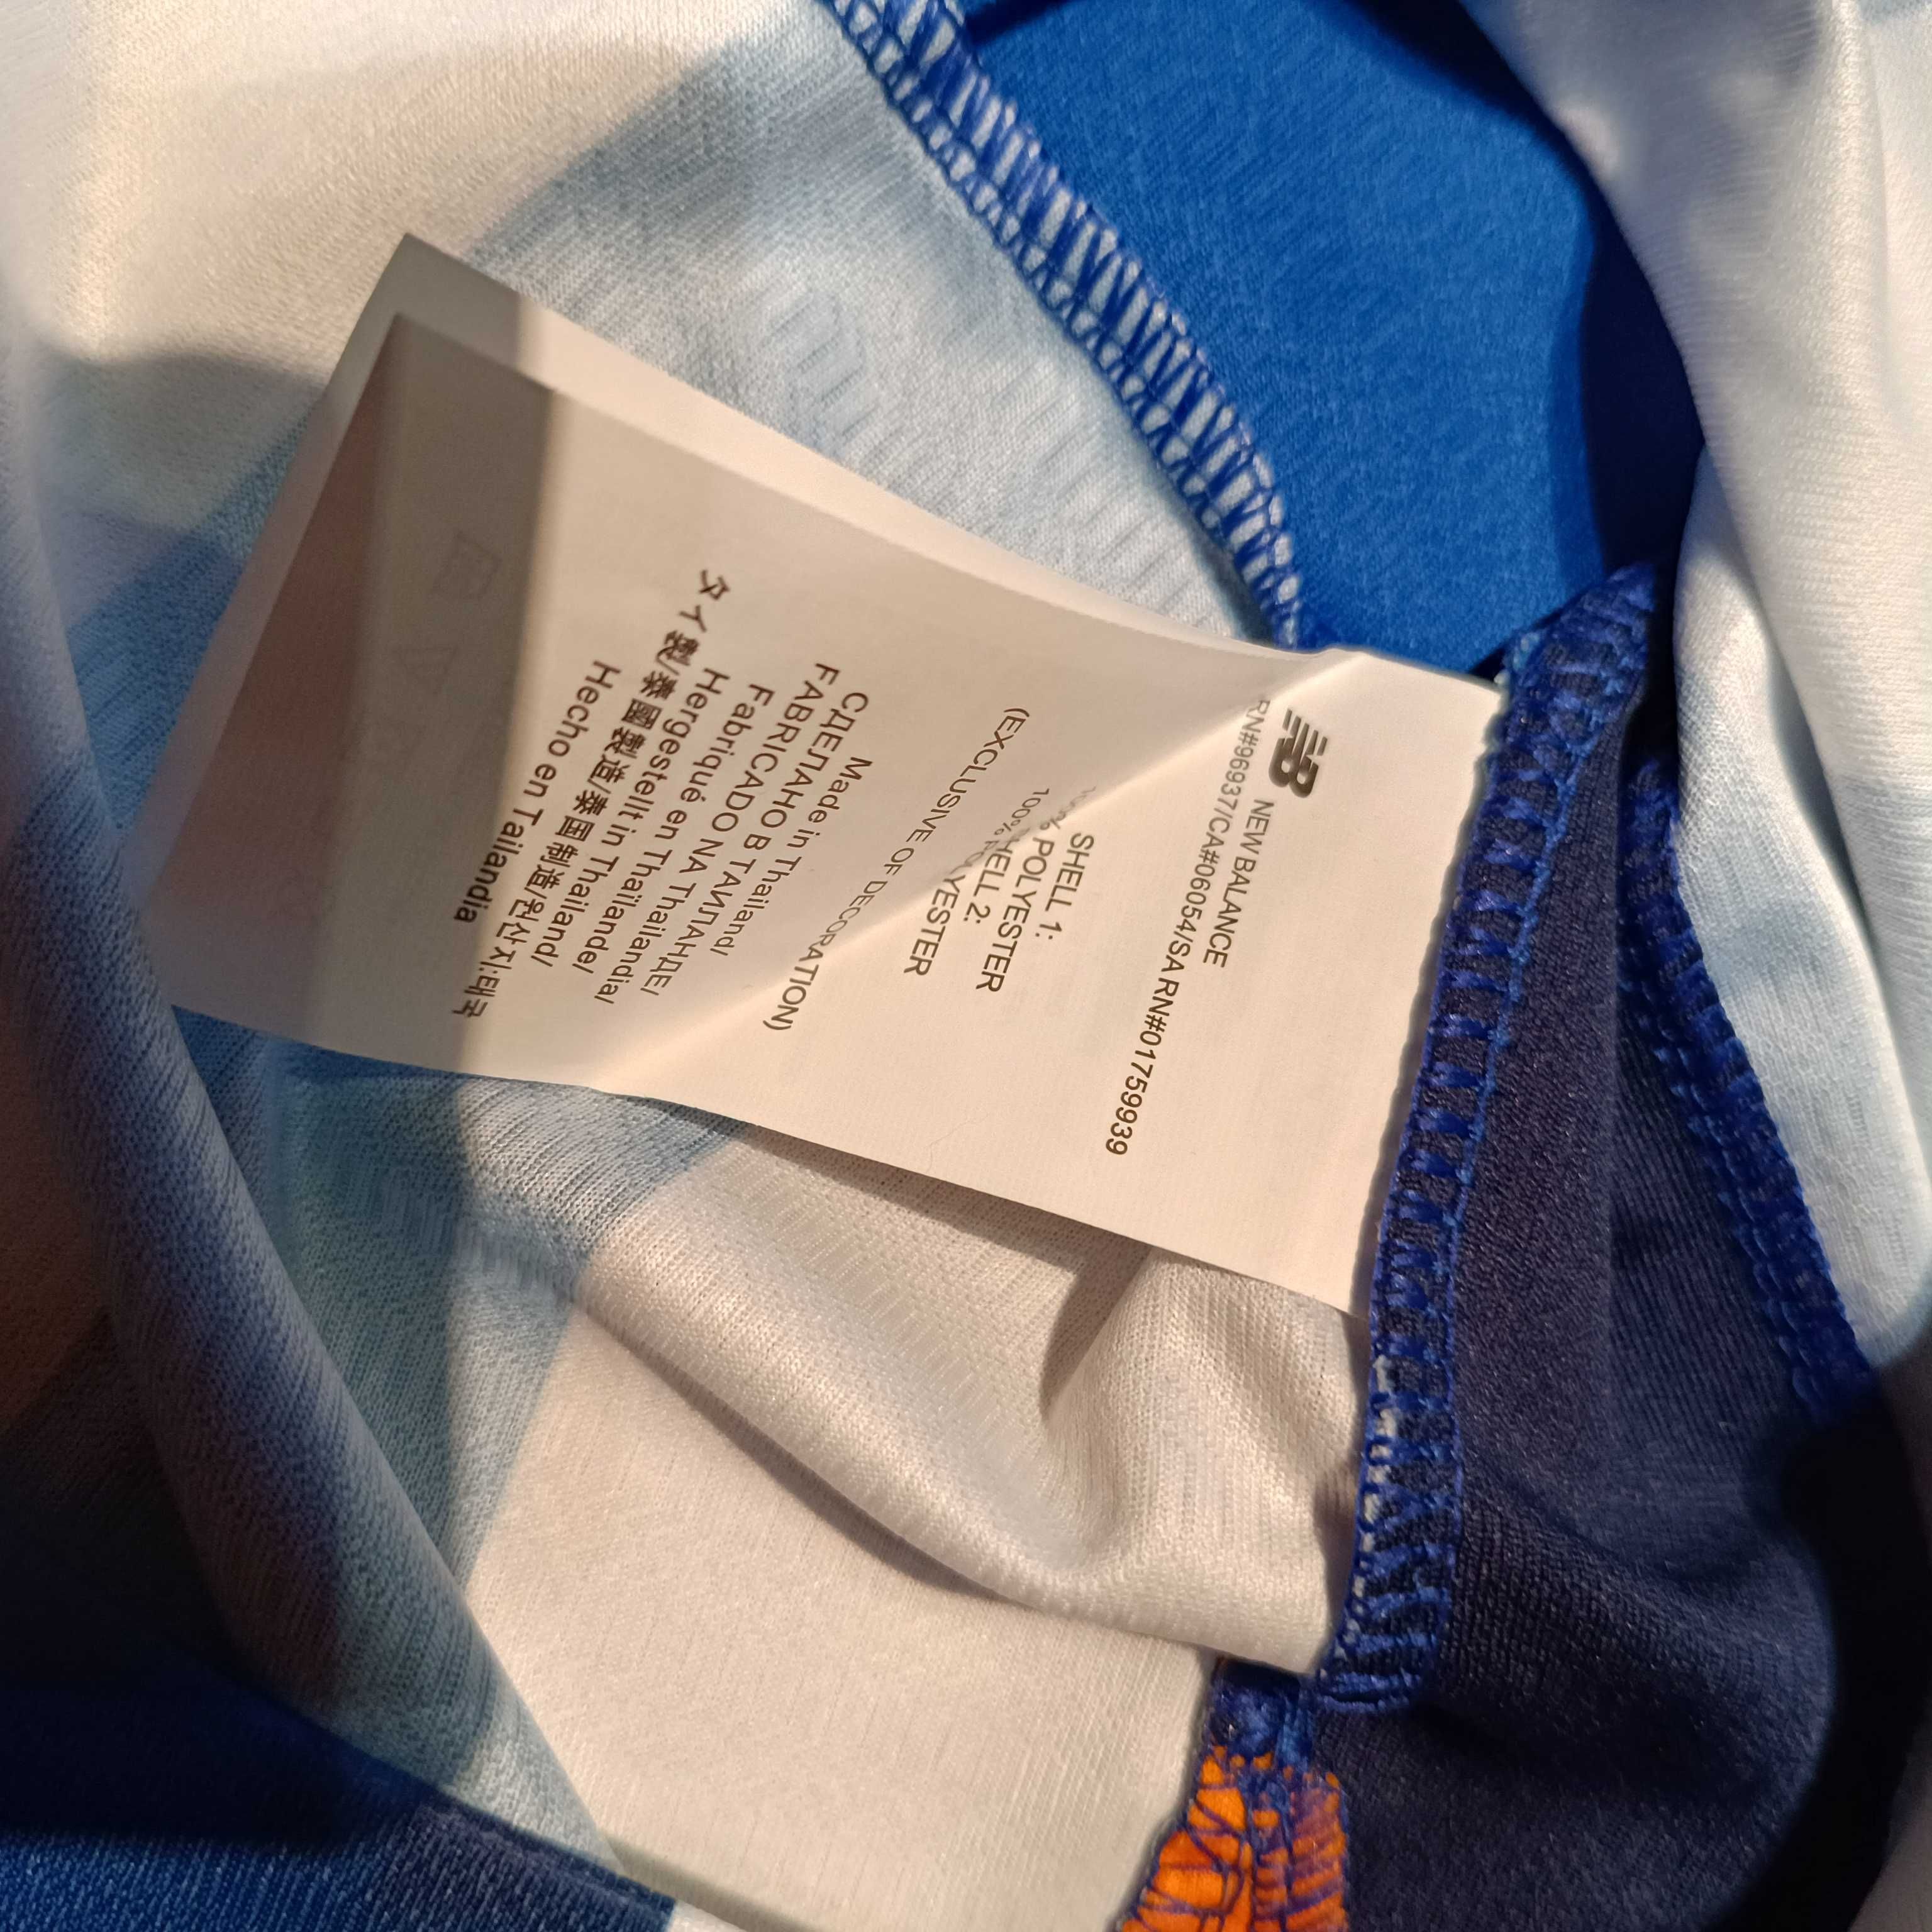 NB NEW BALANCE
RN#96937/CA#06054/SA RN#01759939
SHELL 1:
100% POLYESTER
SHELL 2:
100% POLYESTER
(EXCLUSIVE OF DECORATION)
Made in Thailand/
СДЕЛАНО В ТАИЛАНДЕ/
FABRICADO NA Thailandia/
Fabriqué en Thaïlande/
Hergestellt in Thailand/
タイ製/泰國製造/泰国制造/원산지:태국
Hecho en Tailandia